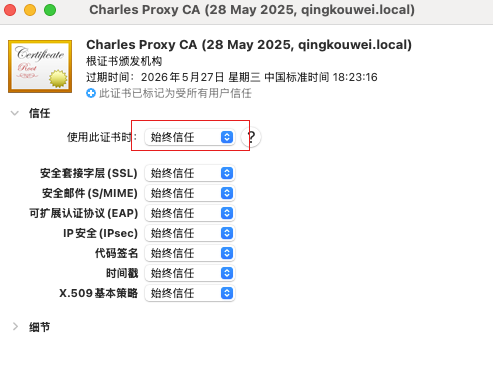 Charles Proxy CA (28 May 2025, qingkouwei.local)
Certificate
Root
Charles Proxy CA (28 May 2025, qingkouwei.local)
根证书颁发机构
过期时间：2026年5月27日 星期三 中国标准时间 18:23:16
此证书已标记为受所有用户信任
信任
使用此证书时： 始终信任 ?
安全套接字层 (SSL) 始终信任
安全邮件 (S/MIME) 始终信任
可扩展认证协议 (EAP) 始终信任
IP 安全 (IPsec) 始终信任
代码签名 始终信任
时间戳 始终信任
X.509 基本策略 始终信任
细节